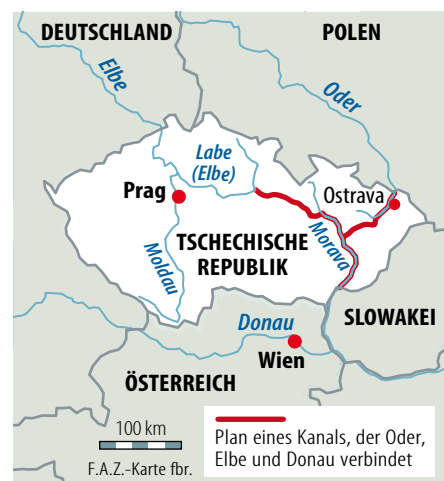 DEUTSCHLAND
POLEN
Elbe
Oder
Labe
(Elbe)
Prag
Ostrava
Moldau
TSCHECHISCHE
REPUBLIK
Morava
Donau
SLOWAKEI
Wien
ÖSTERREICH
100 km
F.A.Z.-Karte fbr.
Plan eines Kanals, der Oder,
Elbe und Donau verbindet